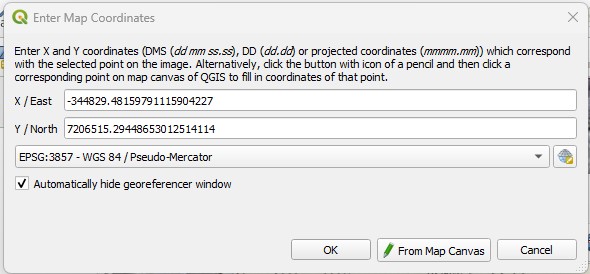 Enter Map Coordinates
Enter X and Y coordinates (DMS (dd mm ss.ss), DD (dd.dd) or projected coordinates (mmmm.mm)) which correspond
with the selected point on the image. Alternatively, click the button with icon of a pencil and then click a
corresponding point on map canvas of QGIS to fill in coordinates of that point.
X / East -344829.48159791115904227
Y / North 7206515.29448653012514114
EPSG:3857 - WGS 84 / Pseudo-Mercator
Automatically hide georeferencer window
OK From Map Canvas Cancel